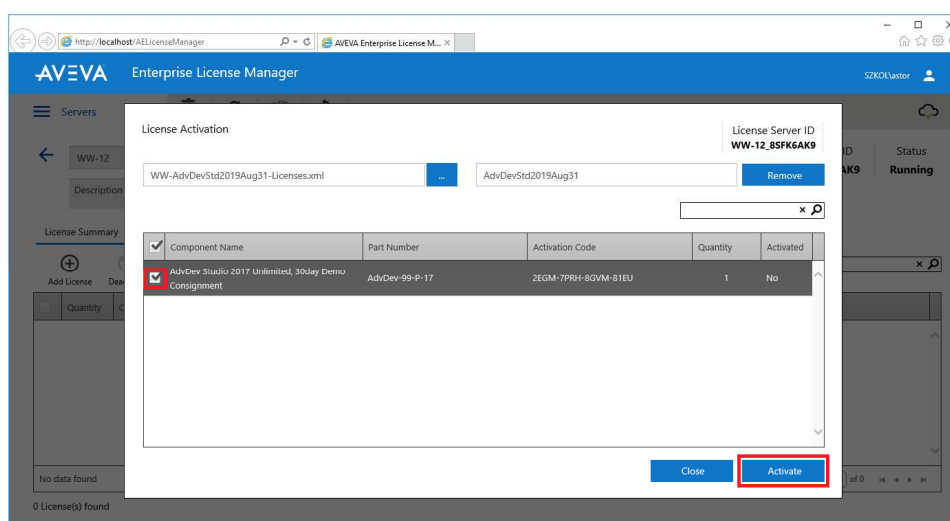 http://localhost/AELicenseManager
AVEVA Enterprise License M...
AVEVA
Enterprise License Manager
SZKOL\astor
Servers
License Activation
License Server ID
WW-12_8SFK6AK9
WW-12
ID
AK9
Status
Running
WW-AdvDevStd2019Aug31-Licenses.xml
...
AdvDevStd2019Aug31
Remove
Description
License Summary
Component Name
Part Number
Activation Code
Quantity
Activated
AdvDev Studio 2017 Unlimited, 30day Demo
Consignment
AdvDev-99-P-17
2EGM-7PRH-8GVM-81EU
1
No
Add License
Dea
Quantity
C
Close
Activate
No data found
of 0
0 License(s) found